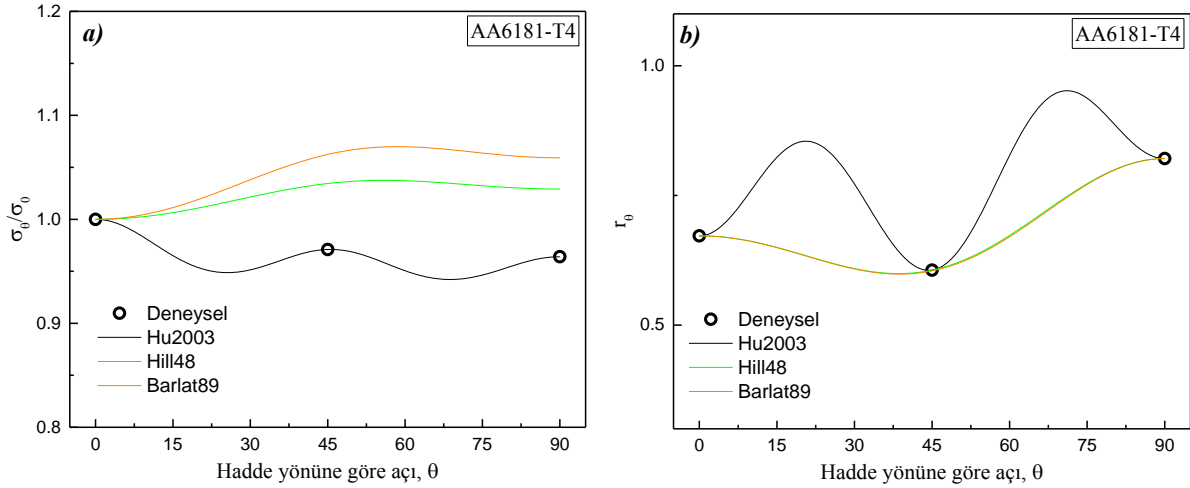 a)
AA6181-T4
1.2
1.1
1.0
0.9
0.8
σθ/σ0
Deneysel
Hu2003
Hill48
Barlat89
0 15 30 45 60 75 90
Hadde yönüne göre açı, θ
b)
AA6181-T4
1.0
0.5
rθ
Deneysel
Hu2003
Hill48
Barlat89
0 15 30 45 60 75 90
Hadde yönüne göre açı, θ